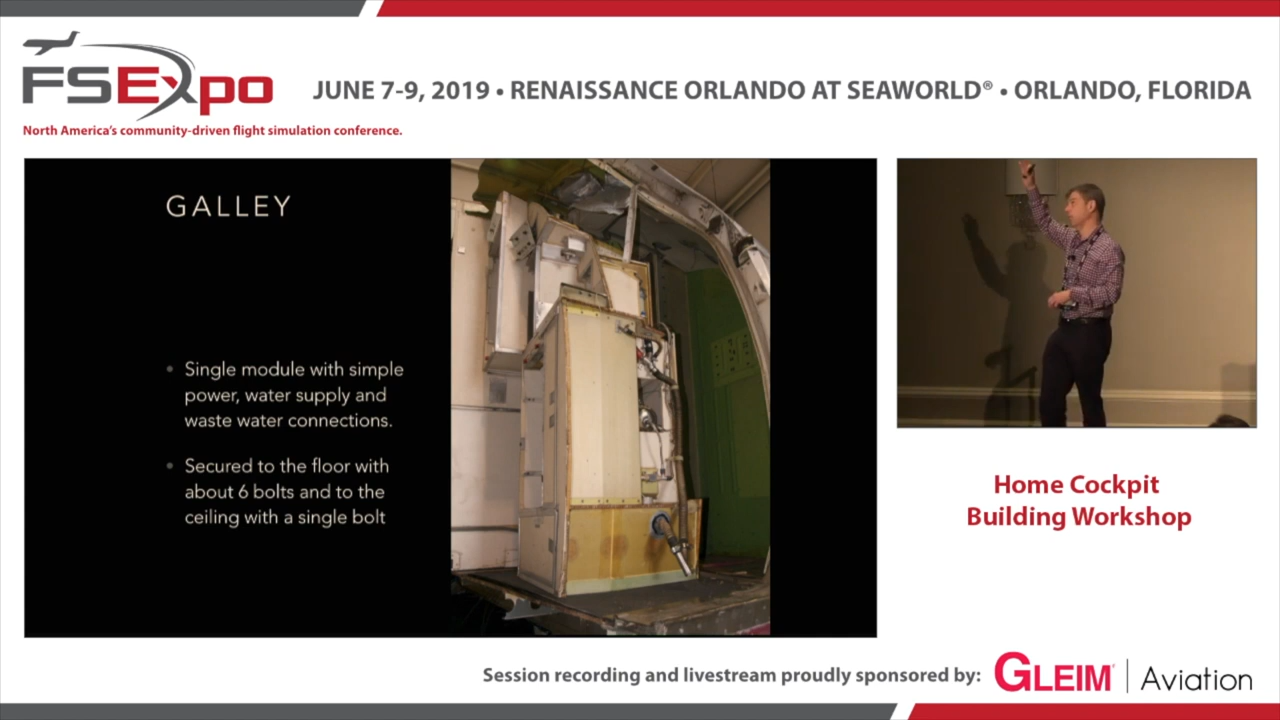 FSExpo
JUNE 7-9, 2019 • RENAISSANCE ORLANDO AT SEAWORLD® • ORLANDO, FLORIDA
North America's community-driven flight simulation conference.
GALLEY
• Single module with simple
power, water supply and
waste water connections.
• Secured to the floor with
about 6 bolts and to the
ceiling with a single bolt
Home Cockpit
Building Workshop
Session recording and livestream proudly sponsored by:
GLEIM | Aviation